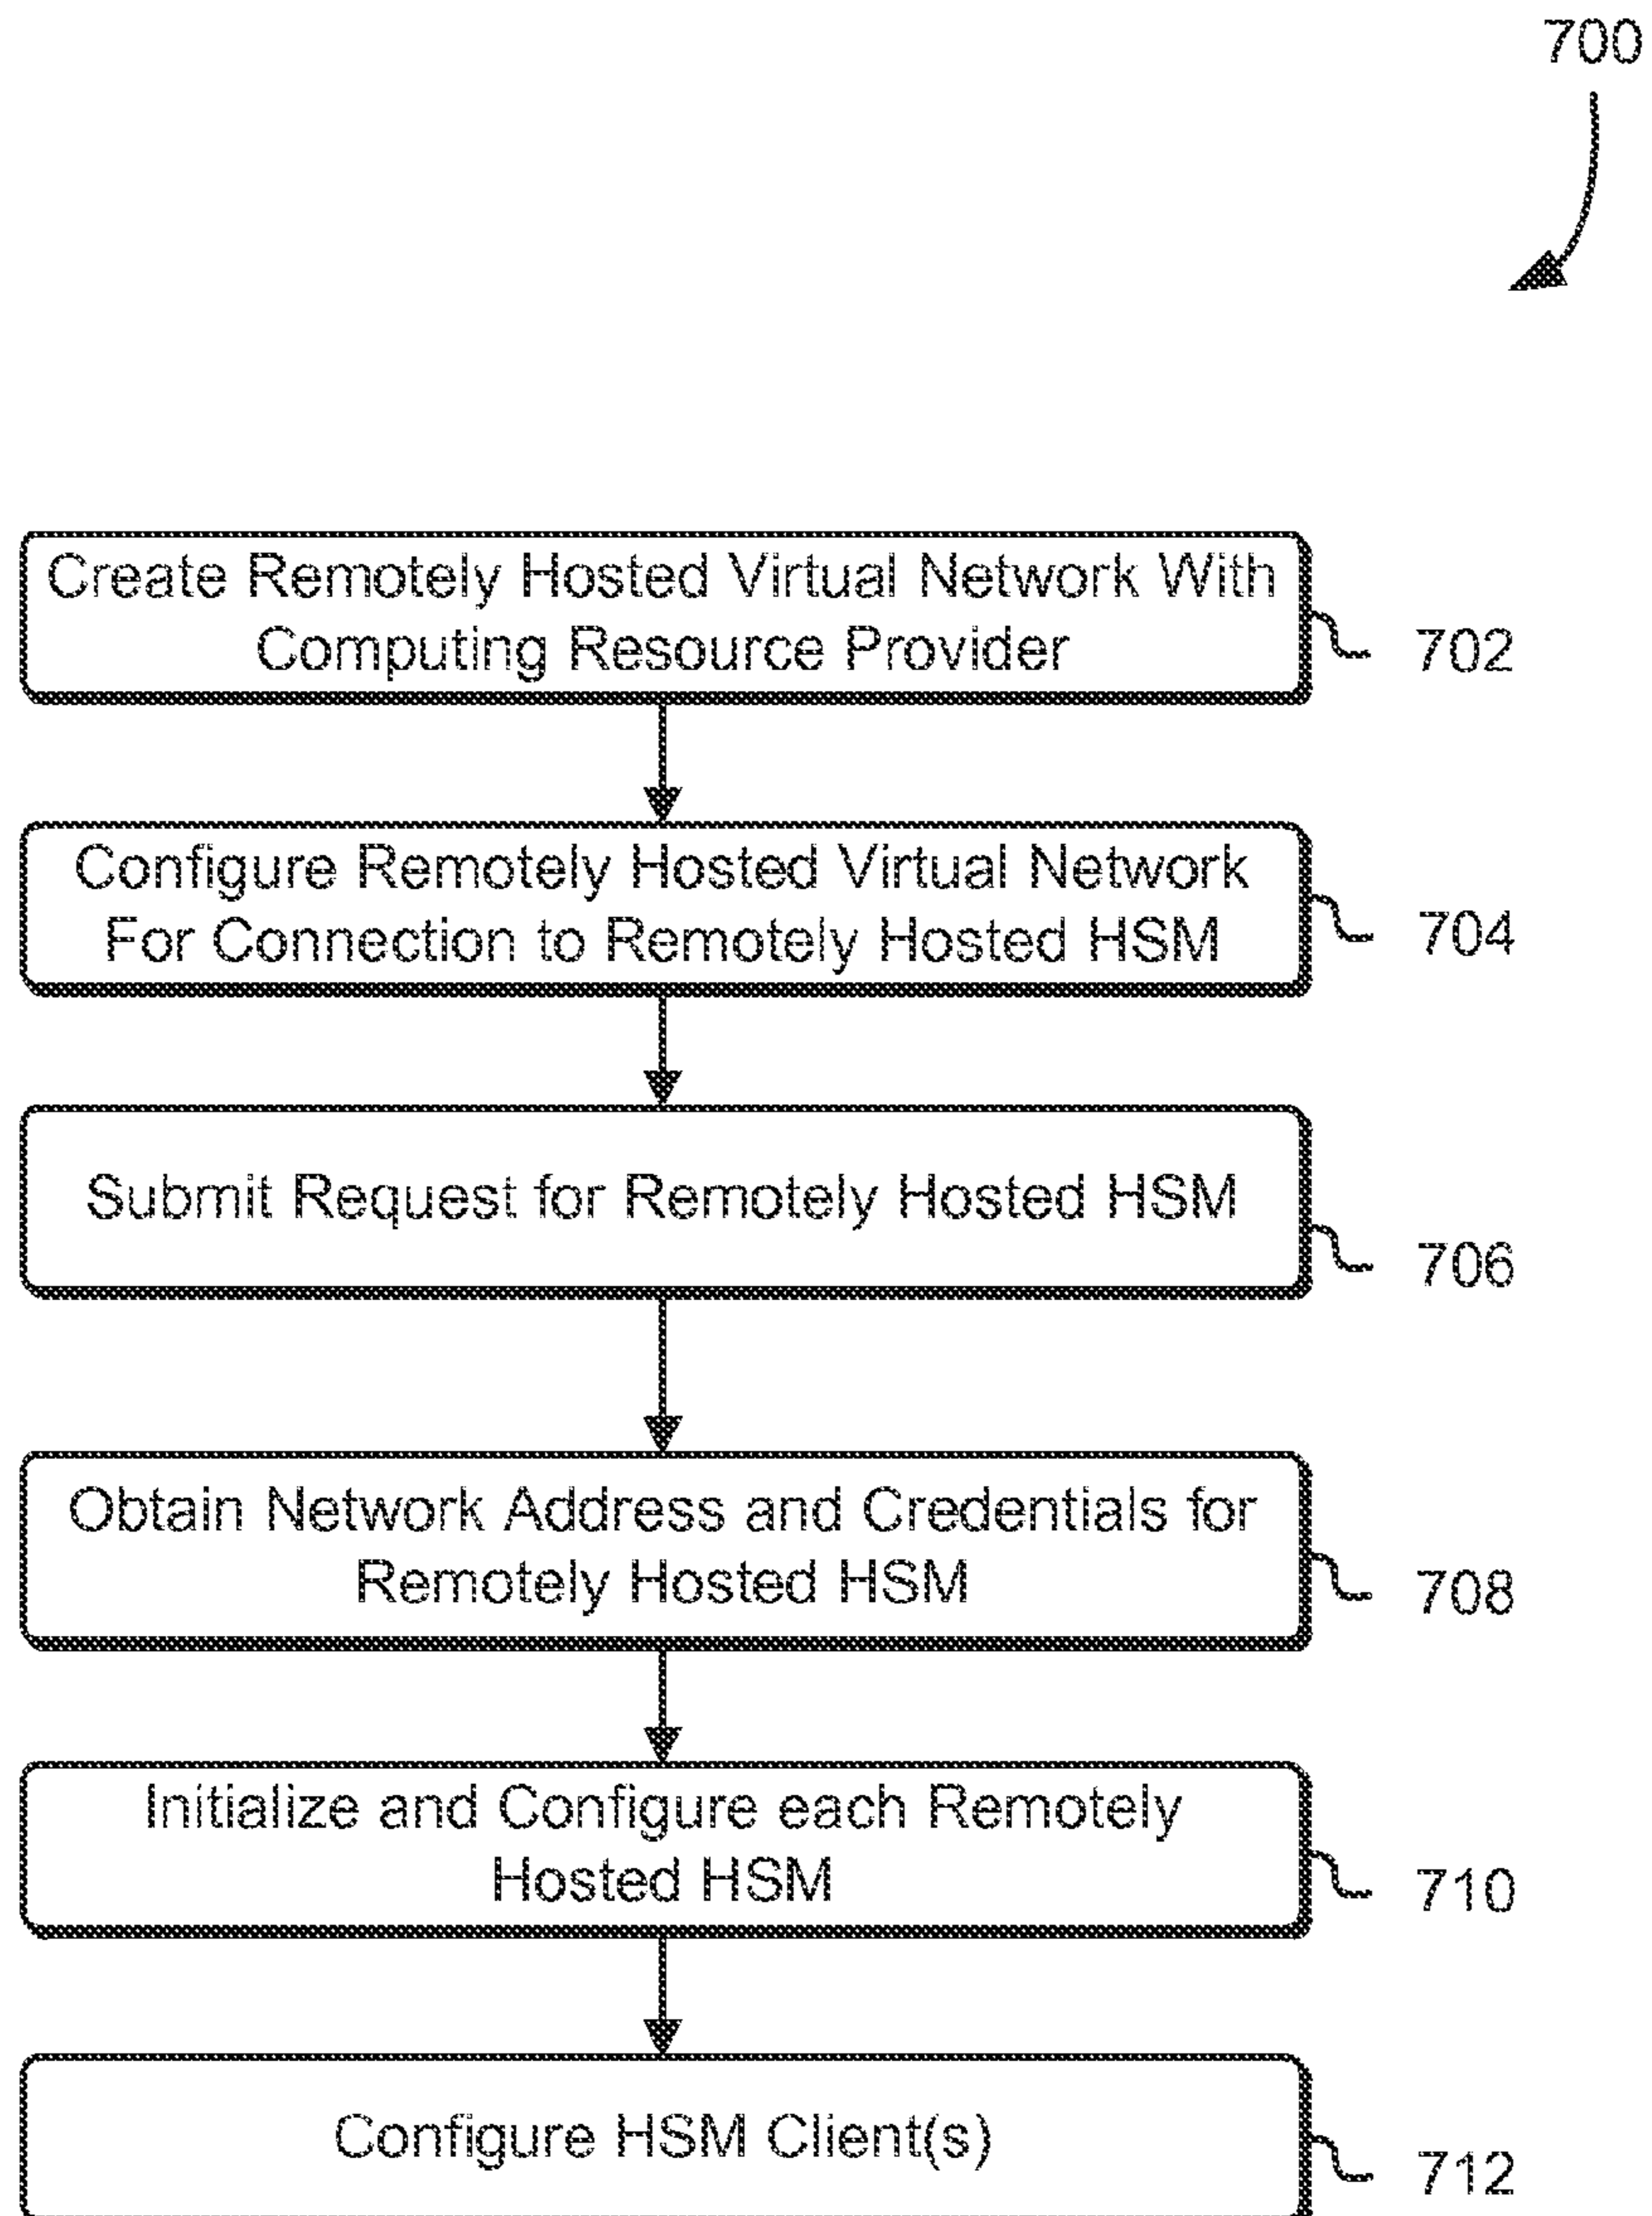 700
Create Remotely Hosted Virtual Network With
Computing Resource Provider
702
Configure Remotely Hosted Virtual Network
For Connection to Remotely Hosted HSM
704
Submit Request for Remotely Hosted HSM
706
Obtain Network Address and Credentials for
Remotely Hosted HSM
708
Initialize and Configure each Remotely
Hosted HSM
710
Configure HSM Client(s)
712